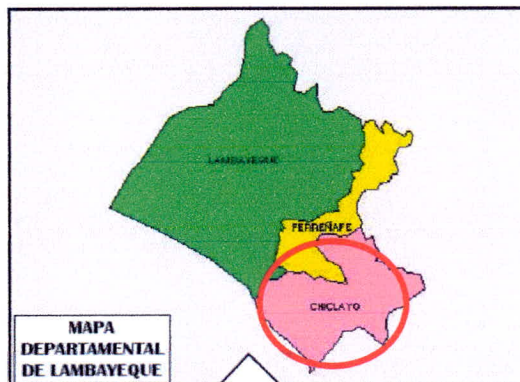 LAMBAYEQUE
FERREÑAFE
CHICLAYO
MAPA
DEPARTAMENTAL
DE LAMBAYEQUE